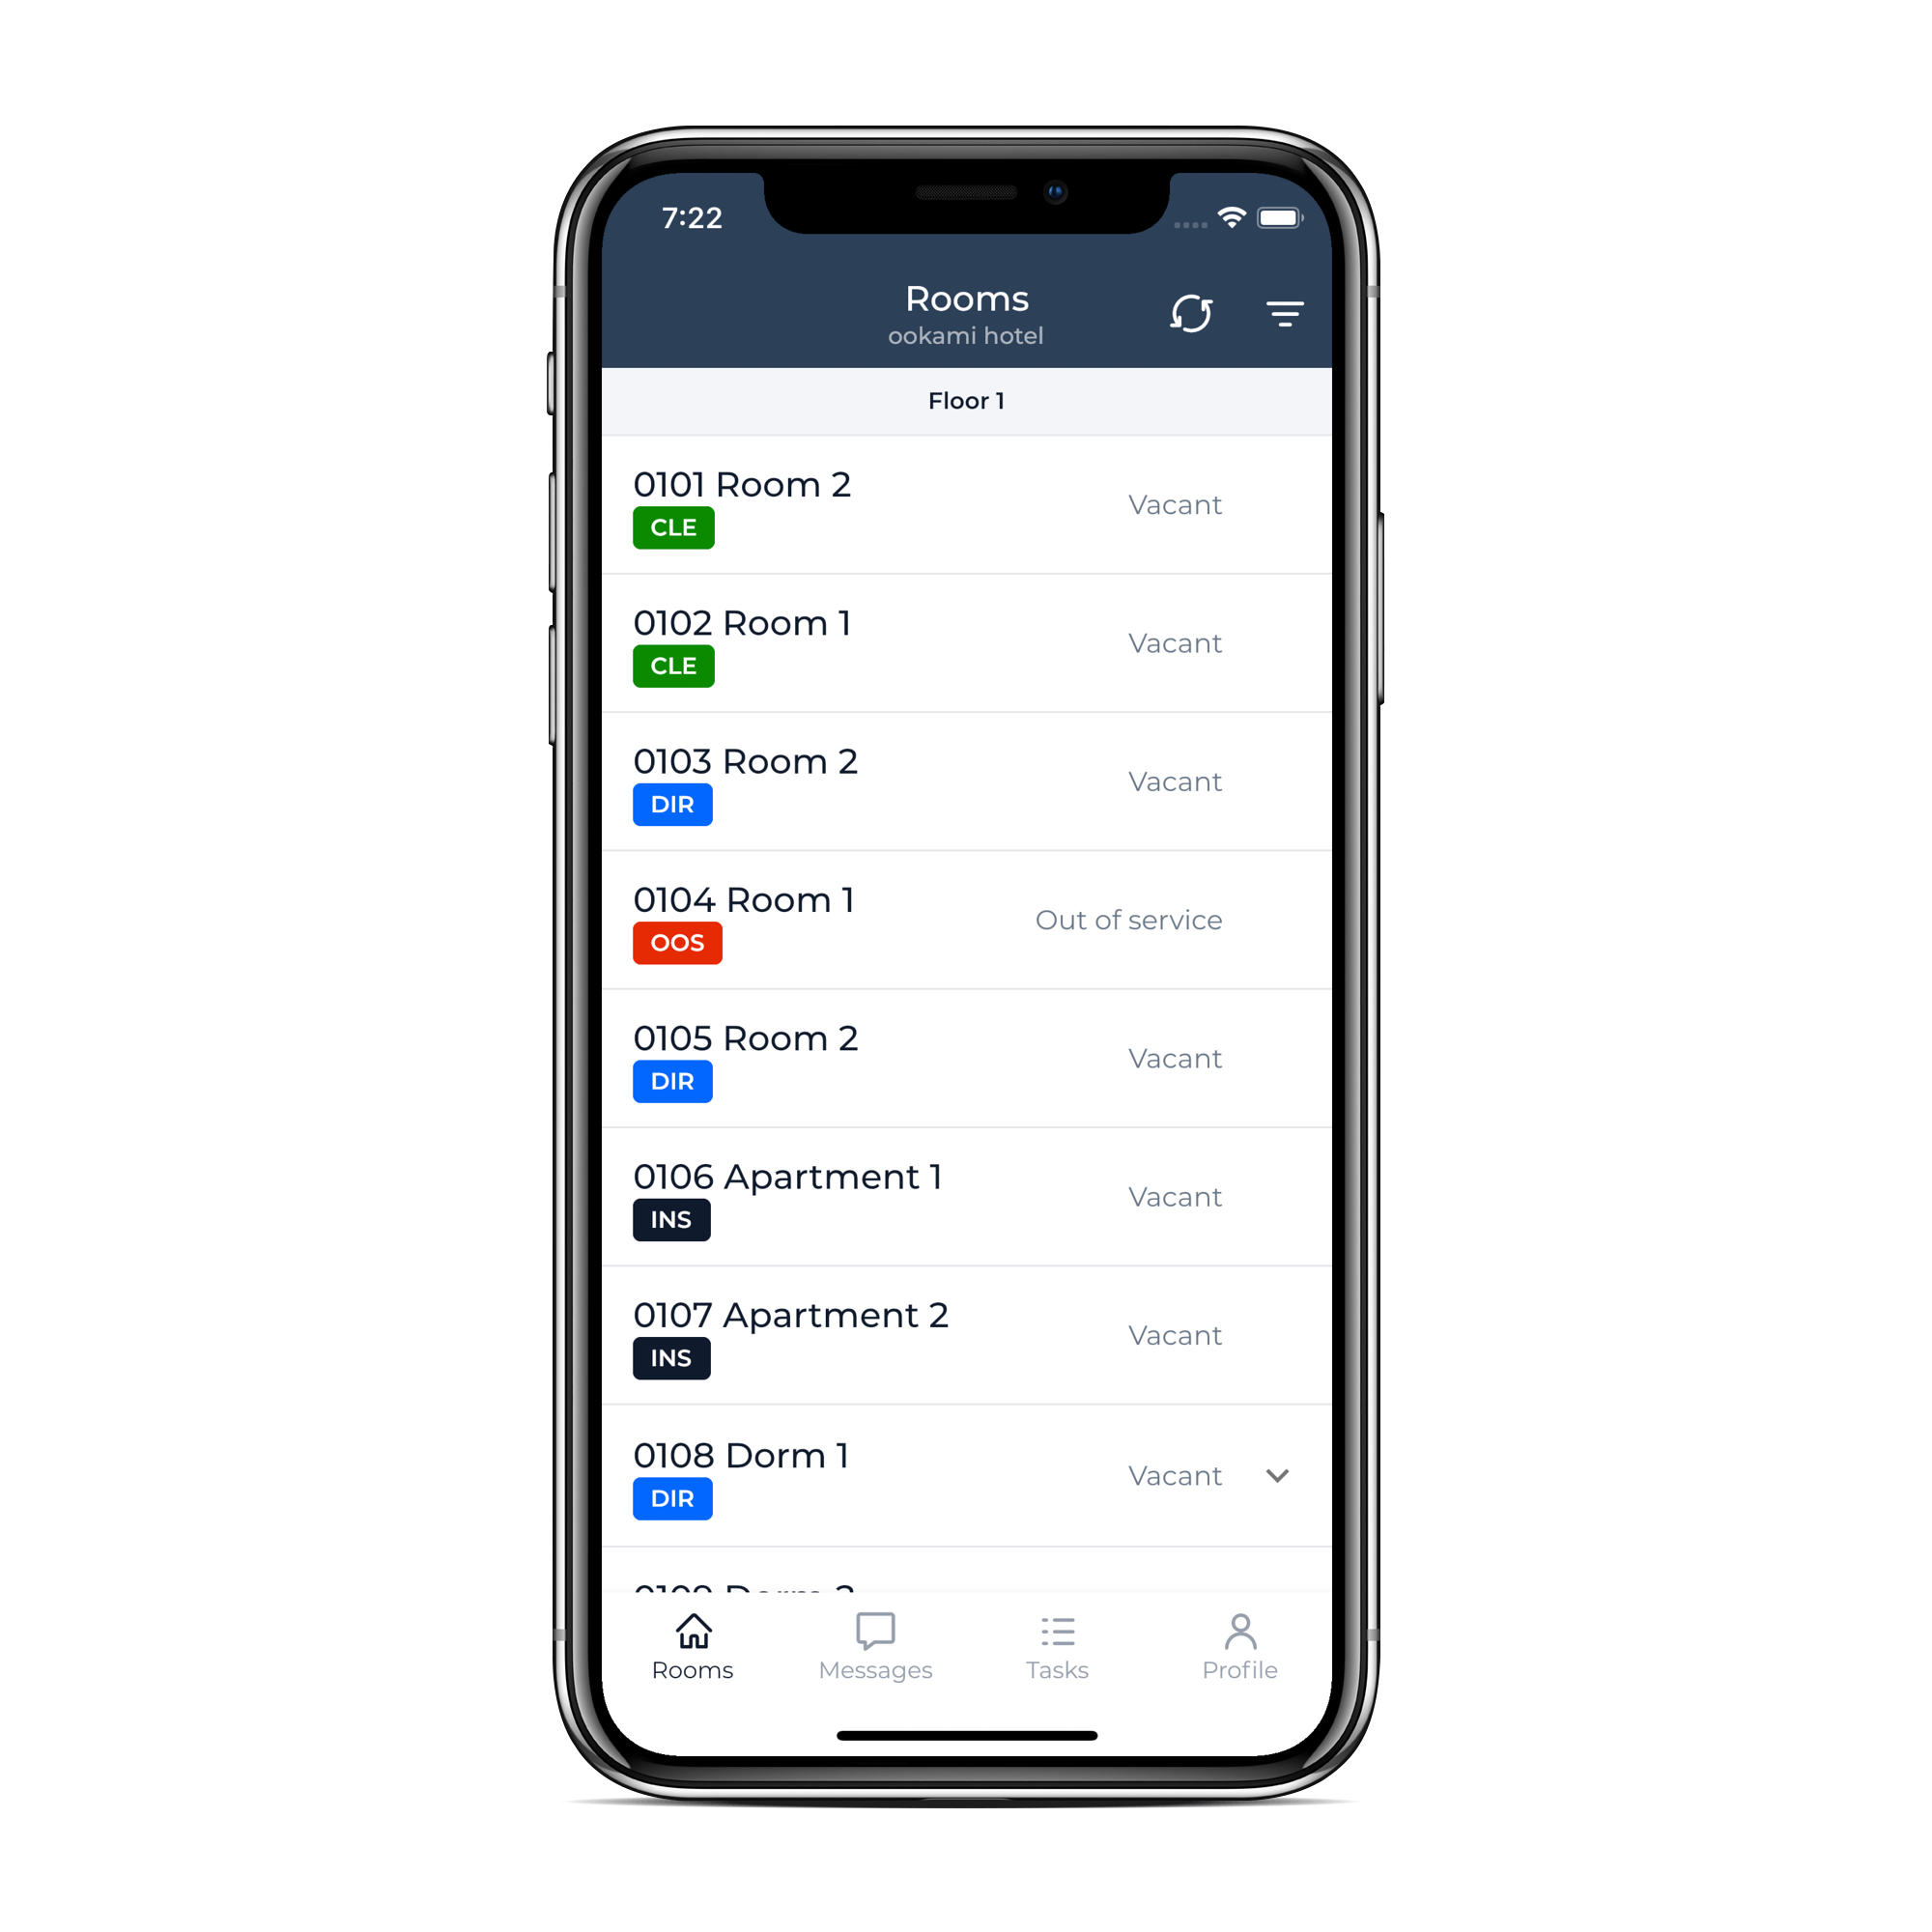 7:22
Rooms
ookami hotel
Floor 1
0101 Room 2
CLE
Vacant
0102 Room 1
CLE
Vacant
0103 Room 2
DIR
Vacant
0104 Room 1
OOS
Out of service
0105 Room 2
DIR
Vacant
0106 Apartment 1
INS
Vacant
0107 Apartment 2
INS
Vacant
0108 Dorm 1
DIR
Vacant
Rooms
Messages
Tasks
Profile